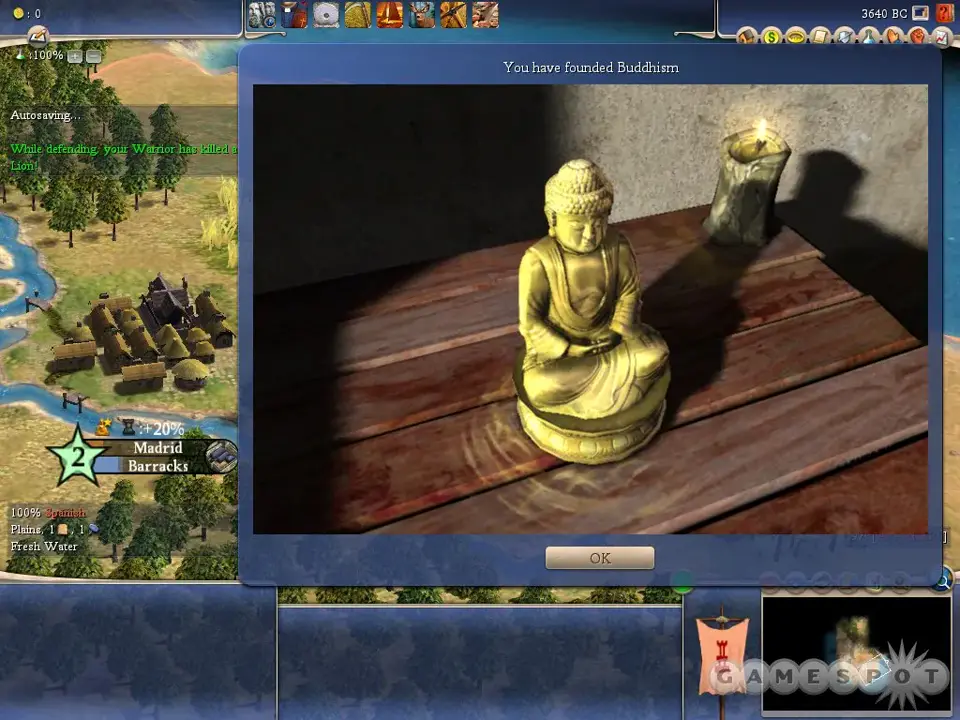 : 0
3640 BC
:100%
You have founded Buddhism
Autosaving...
While defending, your Warrior has killed a
Lion!
:+20%
2
Madrid
Barracks
100% Spanish
Plains, 1, 1
Fresh Water
OK
GAMESPOT